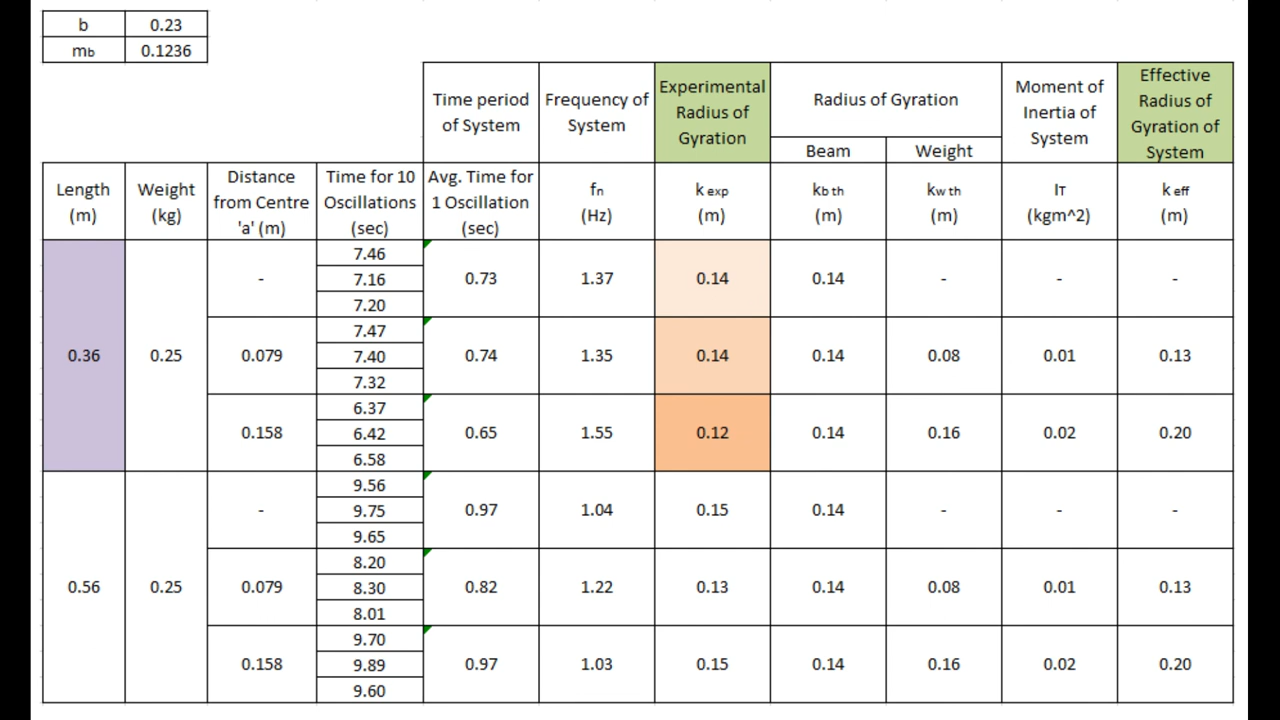 b 0.23
mb 0.1236
Time period of System Frequency of System Experimental Radius of Gyration Radius of Gyration Moment of Inertia of System Effective Radius of Gyration of System
Beam Weight
Length (m) Weight (kg) Distance from Centre 'a' (m) Time for 10 Oscillations (sec) Avg. Time for 1 Oscillation (sec) fn (Hz) k exp (m) kb th (m) kw th (m) IT (kgm^2) k eff (m)
0.36 0.25 - 7.46 0.73 1.37 0.14 0.14 - - -
7.16
7.20
0.079 7.47 0.74 1.35 0.14 0.14 0.08 0.01 0.13
7.40
7.32
0.158 6.37 0.65 1.55 0.12 0.14 0.16 0.02 0.20
6.42
6.58
0.56 0.25 - 9.56 0.97 1.04 0.15 0.14 - - -
9.75
9.65
0.079 8.20 0.82 1.22 0.13 0.14 0.08 0.01 0.13
8.30
8.01
0.158 9.70 0.97 1.03 0.15 0.14 0.16 0.02 0.20
9.89
9.60